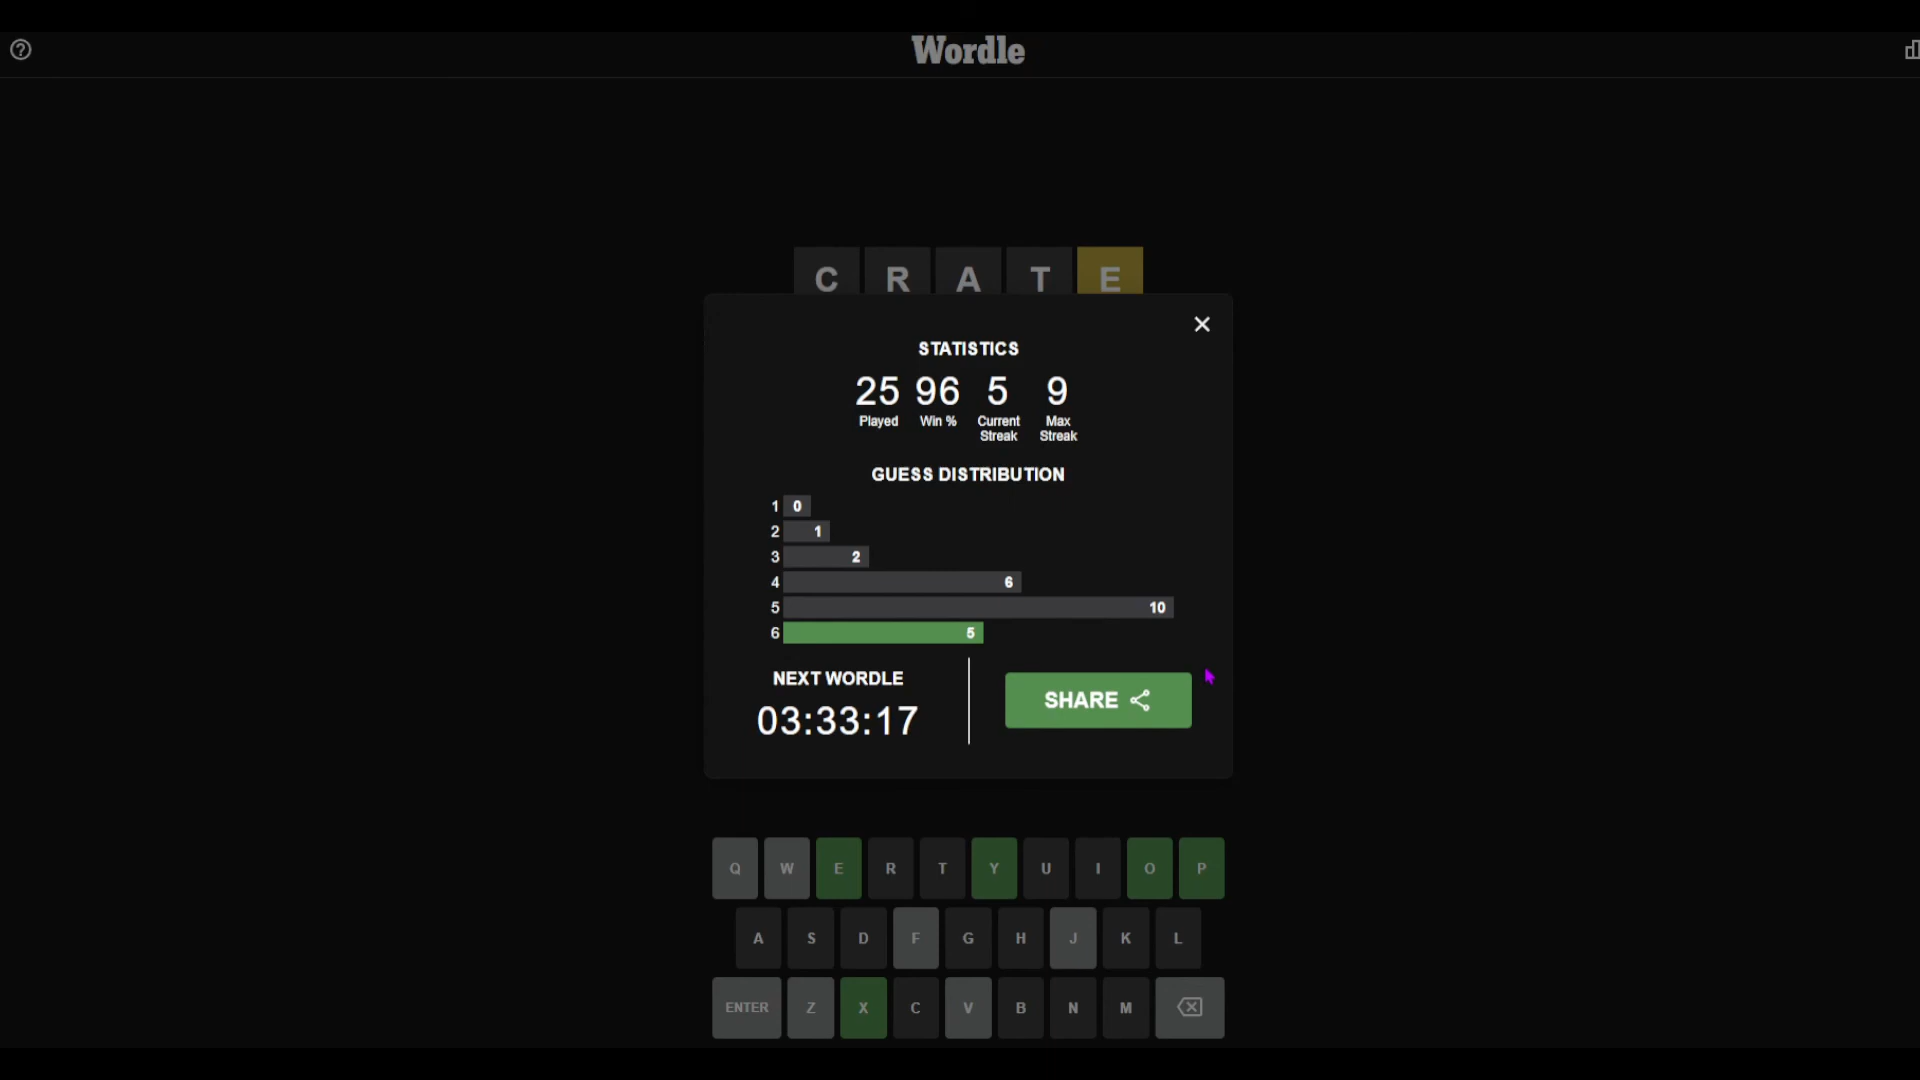 ?
Wordle
C R A T E
STATISTICS
25 96 5 9
Played Win % Current Max
Streak Streak
GUESS DISTRIBUTION
1 0
2 1
3 2
4 6
5 10
6 5
NEXT WORDLE
03:33:17
SHARE
Q W E R T Y U I O P
A S D F G H J K L
ENTER Z X C V B N M